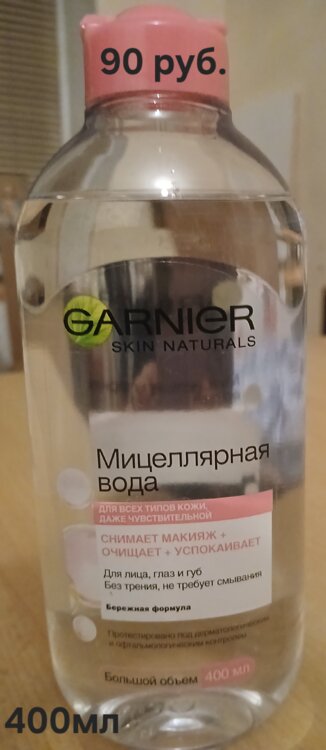 90 руб.
GARNIER
SKIN NATURALS
Мицеллярная
вода
ДЛЯ ВСЕХ ТИПОВ КОЖИ,
ДАЖЕ ЧУВСТВИТЕЛЬНОЙ
СНИМАЕТ МАКИЯЖ +
ОЧИЩАЕТ + УСПОКАИВАЕТ
Для лица, глаз и губ
Без трения, не требует смывания
Бережная формула
Протестировано под дерматологическим
и офтальмологическим контролем
Большой объем 400 мл
400мл